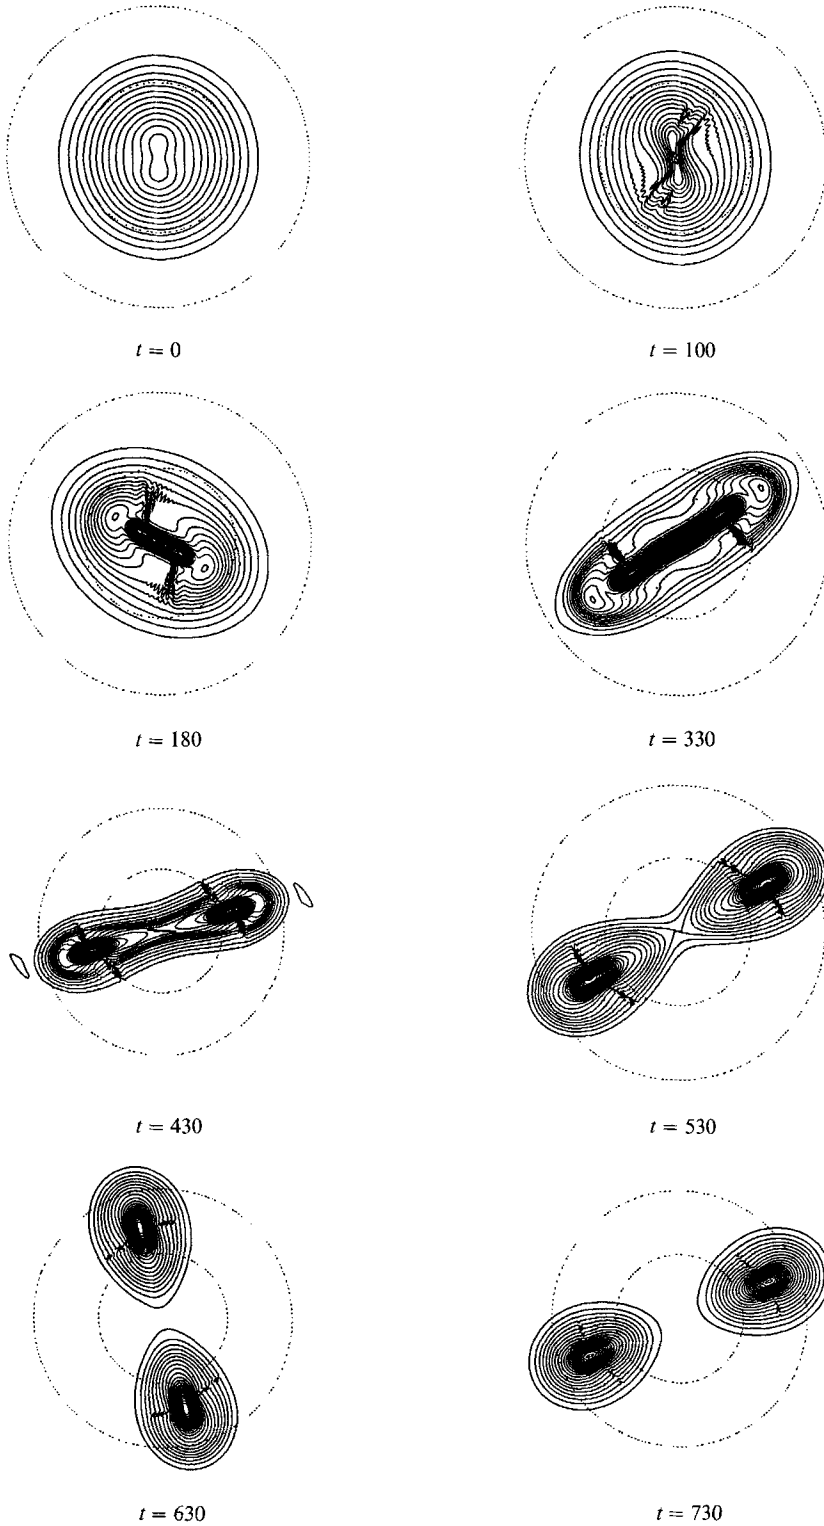 t = 0
t = 100
t = 180
t = 330
t = 430
t = 530
t = 630
t = 730